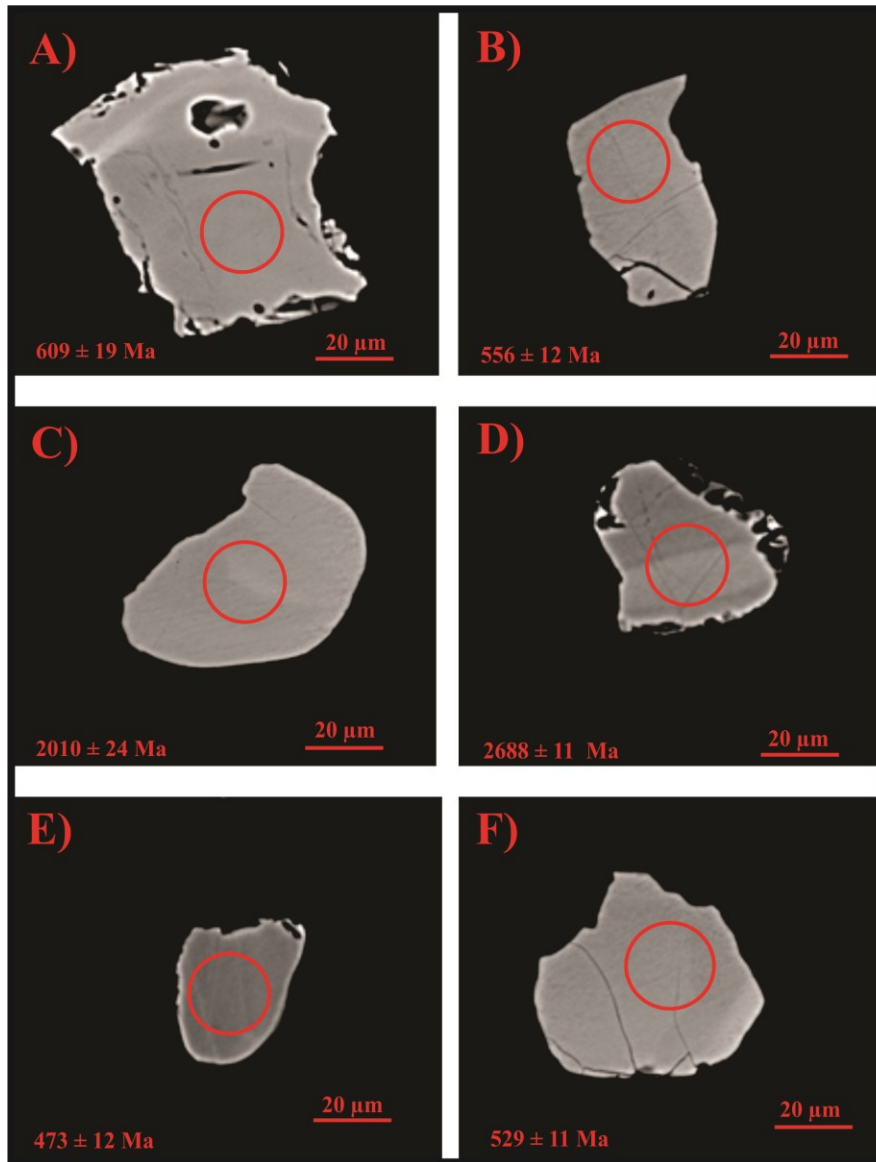 A)
B)
20 µm
609 ± 19 Ma
20 µm
556 ± 12 Ma
C)
D)
20 µm
2010 ± 24 Ma
20 µm
2688 ± 11 Ma
E)
F)
20 µm
473 ± 12 Ma
20 µm
529 ± 11 Ma